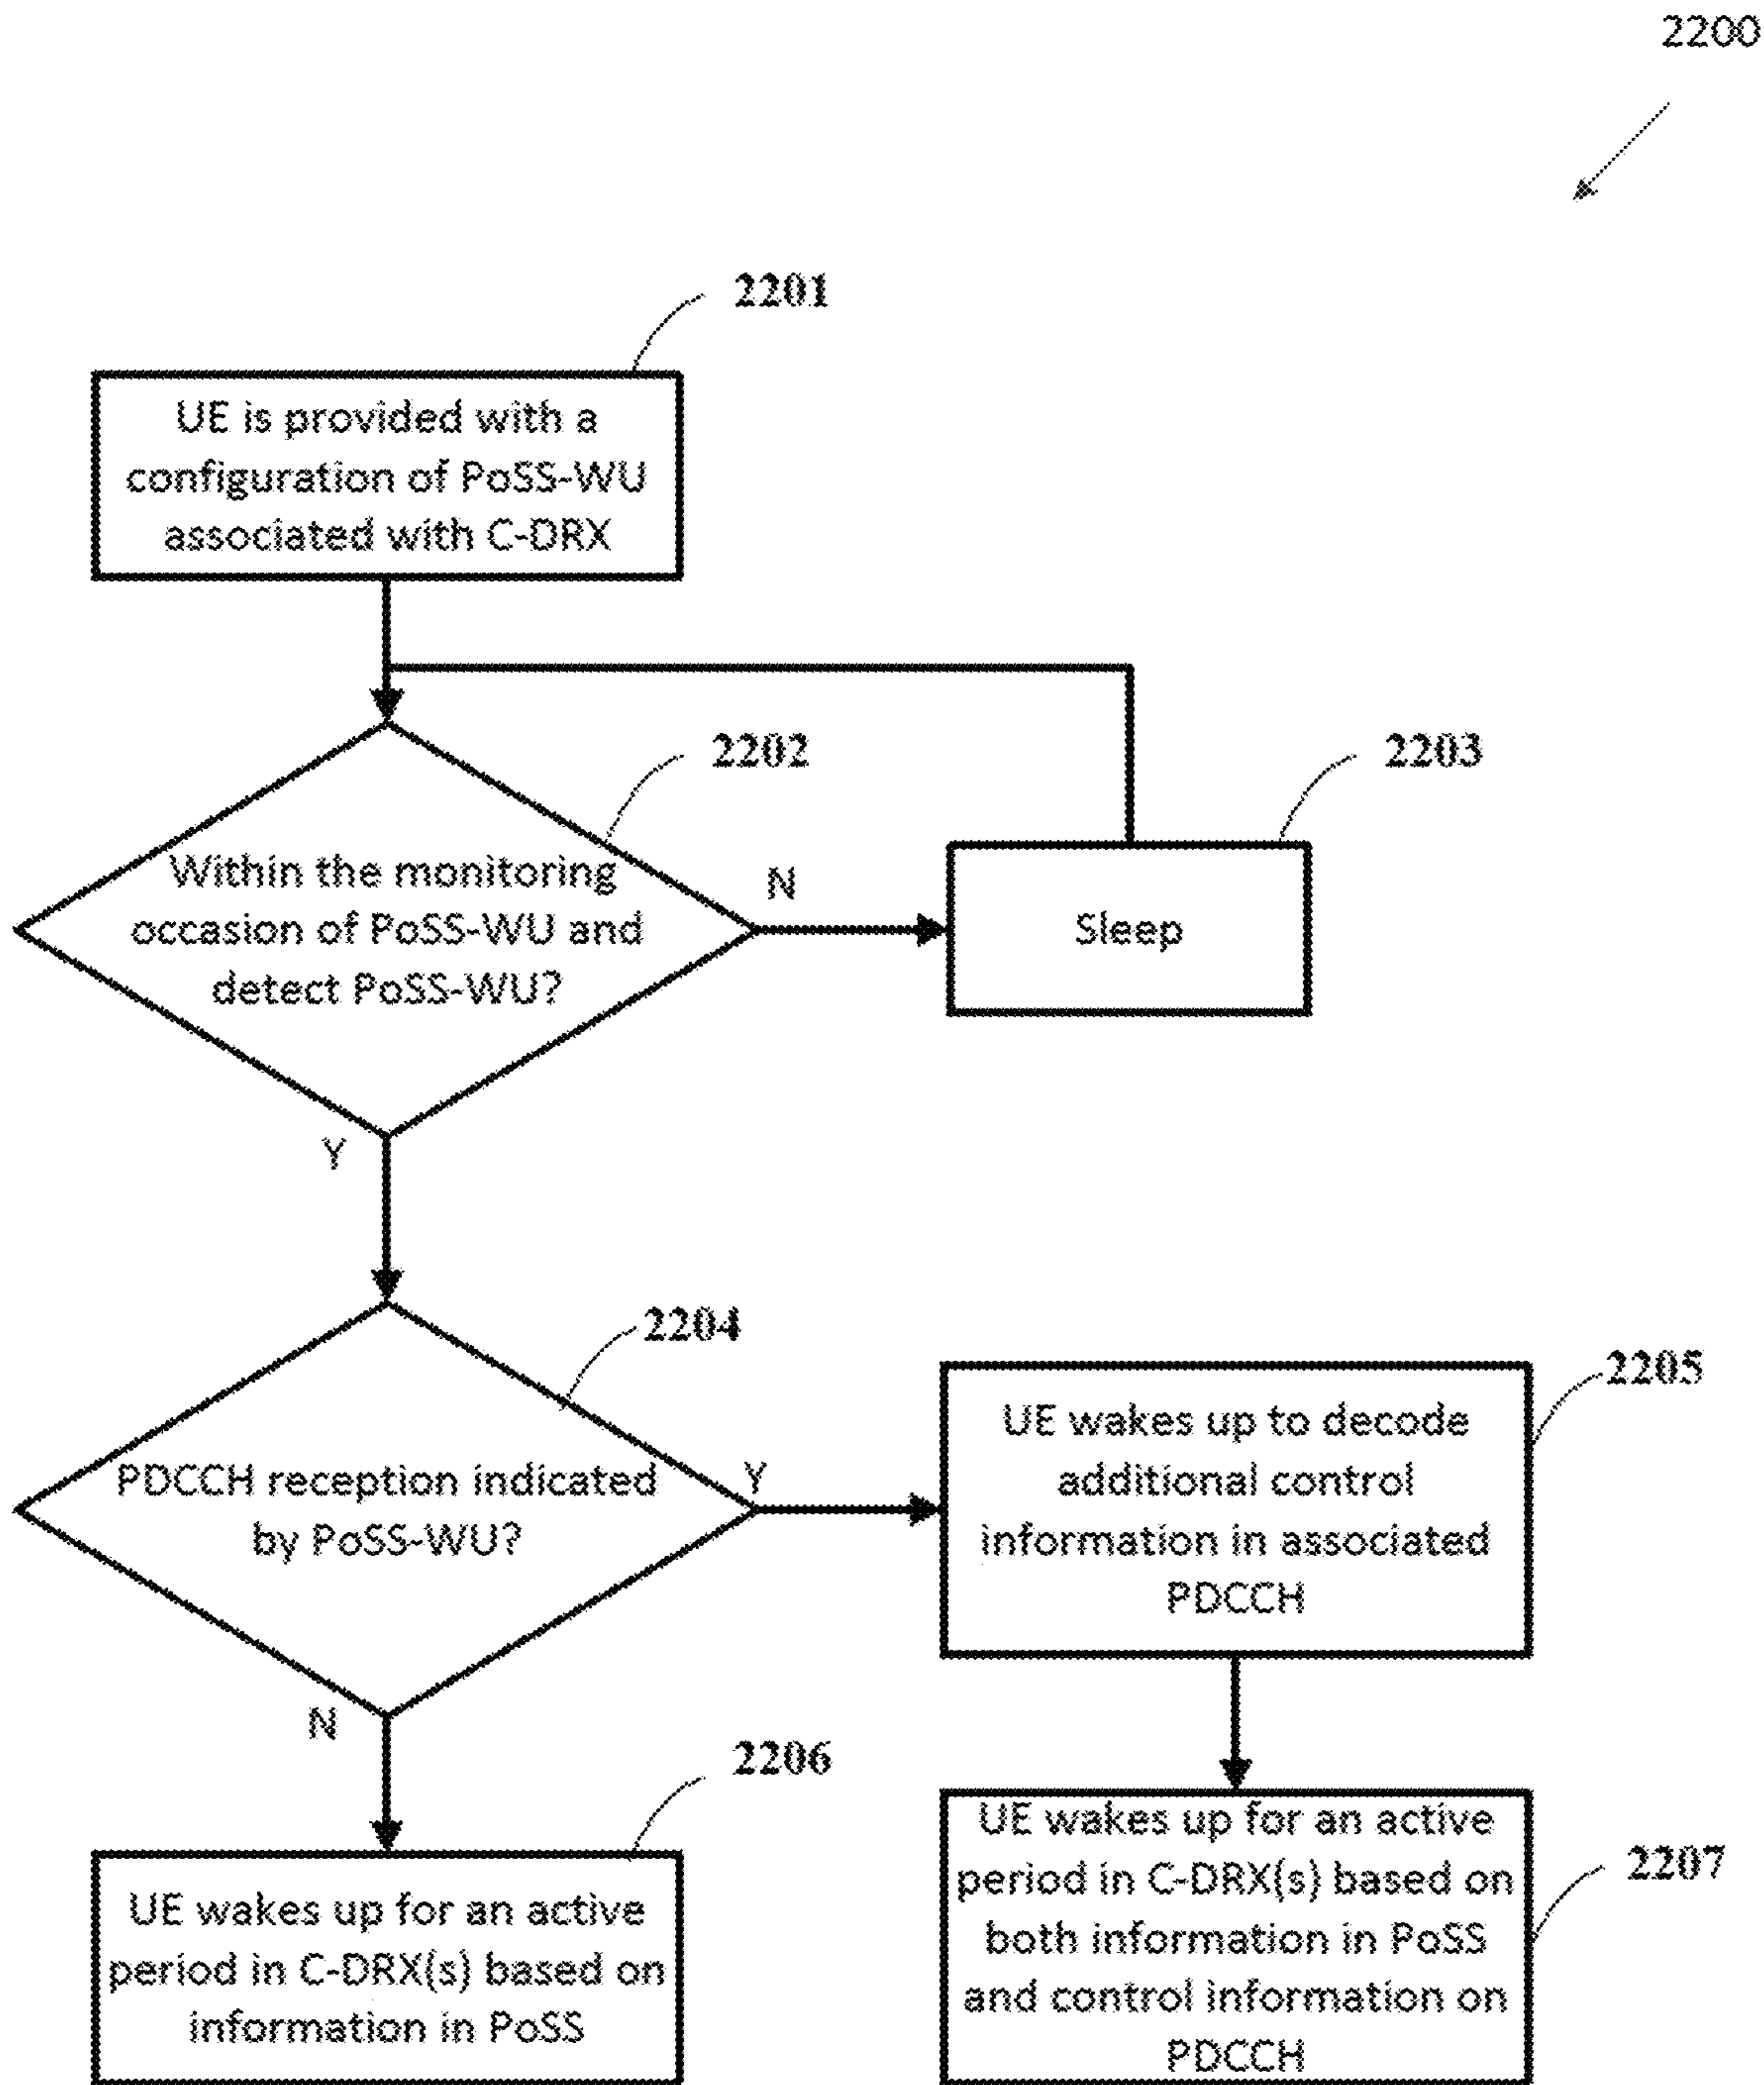 2200
2201
UE is provided with a
configuration of PoSS-WU
associated with C-DRX
2202
2203
Within the monitoring
occasion of PoSS-WU and
detect PoSS-WU?
N
Sleep
Y
2204
2205
PDCCH reception indicated
by PoSS-WU?
Y
UE wakes up to decode
additional control
information in associated
PDCCH
N
2206
2207
UE wakes up for an active
period in C-DRX(s) based on
information in PoSS
UE wakes up for an active
period in C-DRX(s) based on
both information in PoSS
and control information on
PDCCH